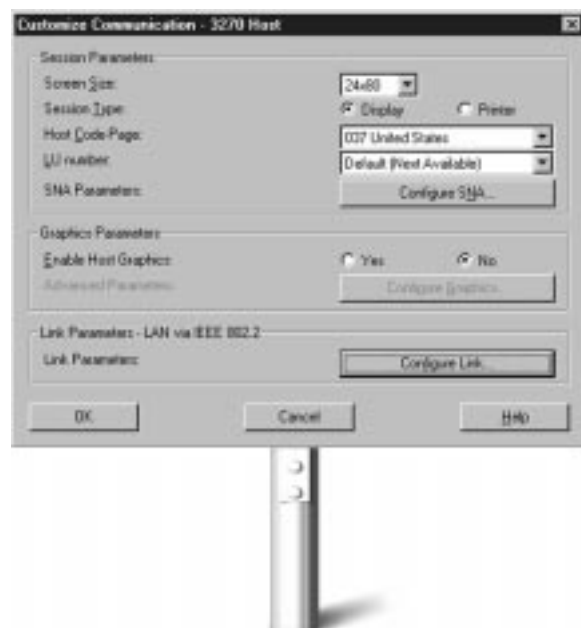 Customize Communication - 3270 Host
Session Parameters
Screen Size: 24x80
Session Type: Display Printer
Host Code-Page: 037 United States
LU number: Default (Next Available)
SNA Parameters: Configure SNA...
Graphics Parameters
Enable Host Graphics: Yes No
Advanced Parameters: Configure Graphics...
Link Parameters - LAN via IEEE 802.2
Link Parameters: Configure Link...
OK Cancel Help